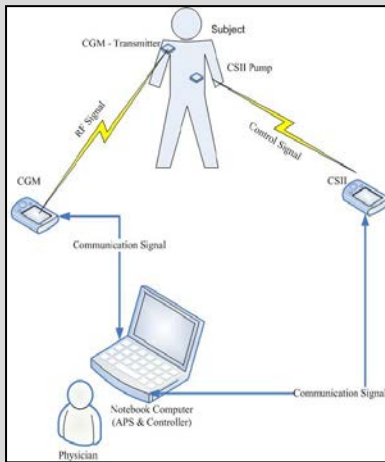 Subject
CGM - Transmitter
CSII Pump
RF Signal
Control Signal
CGM
CSII
Communication Signal
Communication Signal
Notebook Computer
(APS & Controller)
Physician